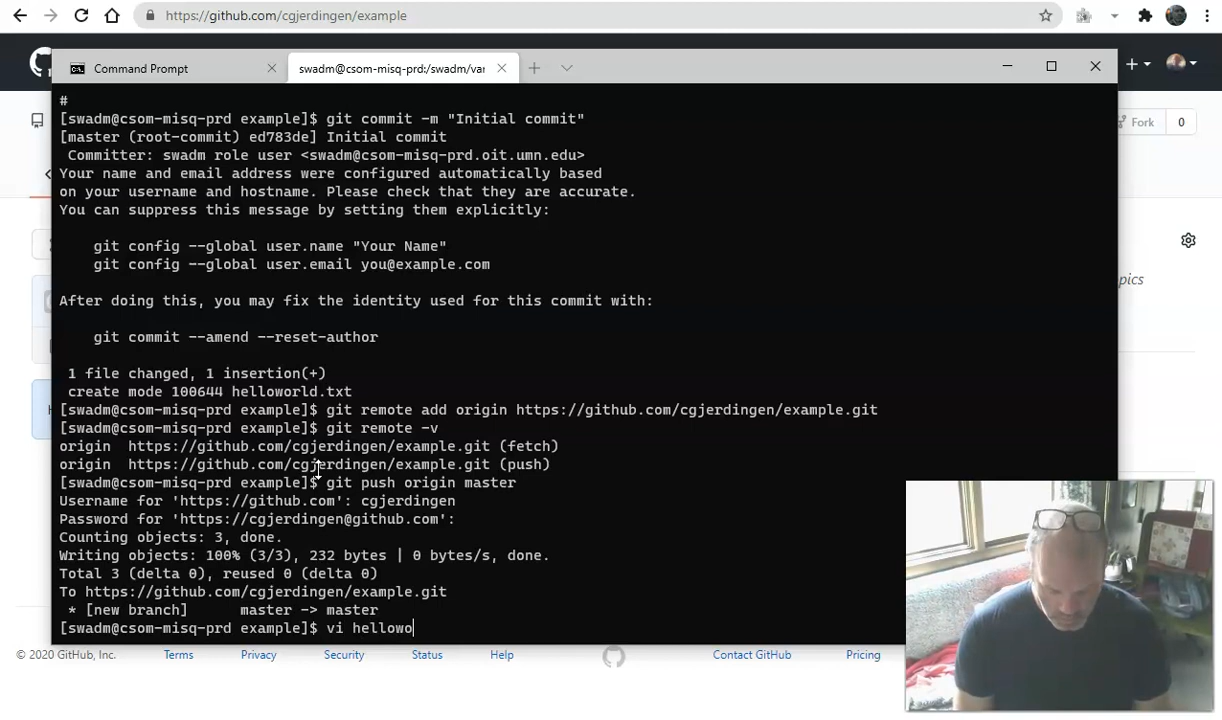 https://github.com/cgjerdingen/example
Command Prompt
swadm@csom-misq-prd:/swadm/var
Fork
0
#
[swadm@csom-misq-prd example]$ git commit -m "Initial commit"
[master (root-commit) ed783de] Initial commit
Committer: swadm role user <swadm@csom-misq-prd.oit.umn.edu>
Your name and email address were configured automatically based
on your username and hostname. Please check that they are accurate.
You can suppress this message by setting them explicitly:
git config --global user.name "Your Name"
git config --global user.email you@example.com
pics
After doing this, you may fix the identity used for this commit with:
git commit --amend --reset-author
1 file changed, 1 insertion(+)
create mode 100644 helloworld.txt
[swadm@csom-misq-prd example]$ git remote add origin https://github.com/cgjerdingen/example.git
[swadm@csom-misq-prd example]$ git remote -v
origin https://github.com/cgjerdingen/example.git (fetch)
origin https://github.com/cgjerdingen/example.git (push)
[swadm@csom-misq-prd example]$ git push origin master
Username for 'https://github.com': cgjerdingen
Password for 'https://cgjerdingen@github.com':
Counting objects: 3, done.
Writing objects: 100% (3/3), 232 bytes | 0 bytes/s, done.
Total 3 (delta 0), reused 0 (delta 0)
To https://github.com/cgjerdingen/example.git
* [new branch] master -> master
[swadm@csom-misq-prd example]$ vi hellowo
© 2020 GitHub, Inc. Terms Privacy Security Status Help Contact GitHub Pricing